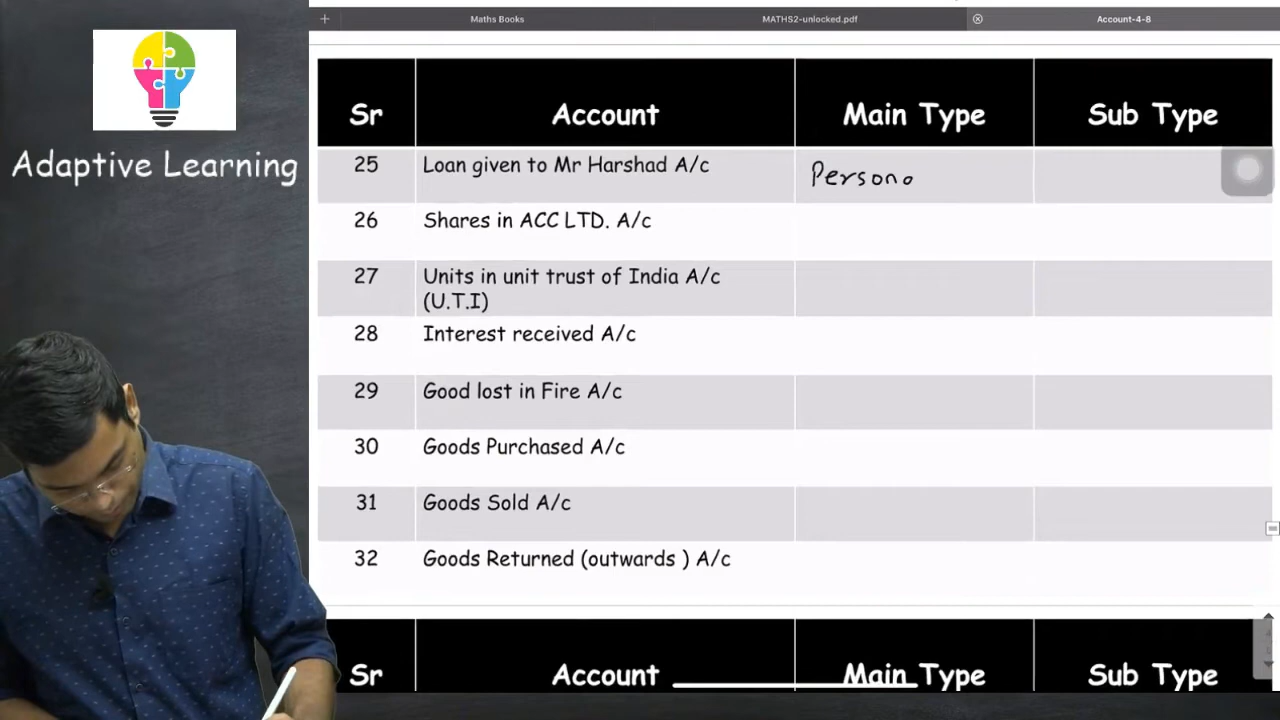 Maths Books
MATHS2-unlocked.pdf
Account-4-8
Adaptive Learning
Sr Account Main Type Sub Type
25 Loan given to Mr Harshad A/c Persona
26 Shares in ACC LTD. A/c
27 Units in unit trust of India A/c
(U.T.I)
28 Interest received A/c
29 Good lost in Fire A/c
30 Goods Purchased A/c
31 Goods Sold A/c
32 Goods Returned (outwards ) A/c
Sr Account Main Type Sub Type